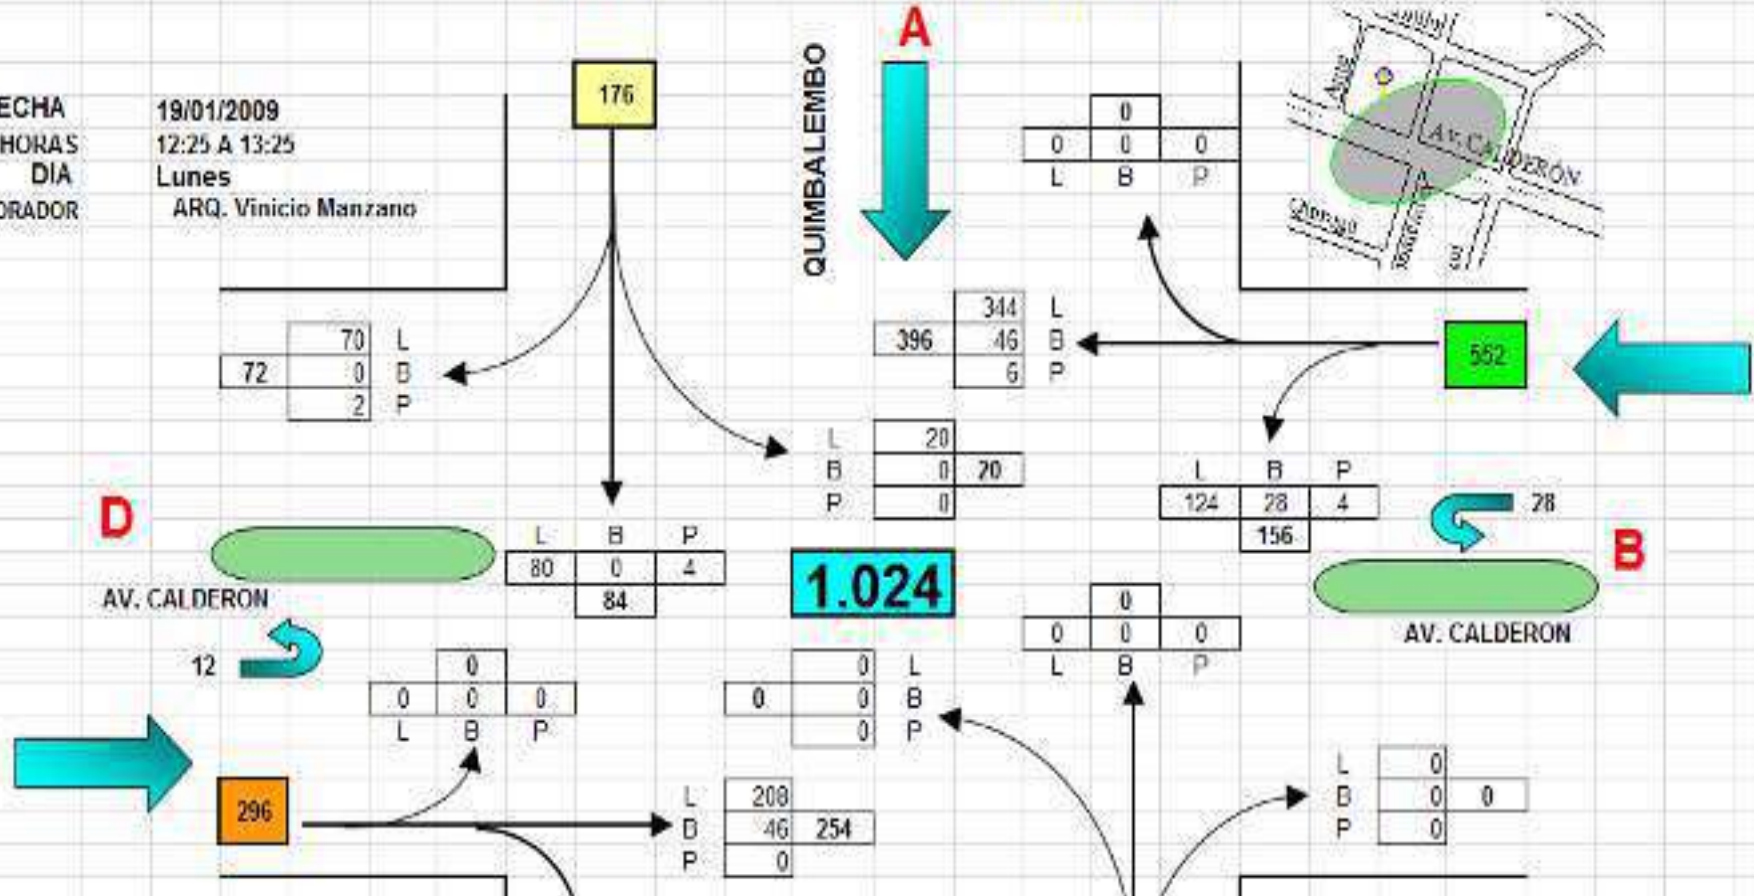 A
176
QUIMBALEMBO
ECHA 19/01/2009
HORAS 12:25 A 13:25
DIA Lunes
ORADOR ARQ. Vinicio Manzano
0
0 0 0
L B P
AV. CALDERON
344 L
396 46 B
6 P
552
70 L
72 0 B
2 P
L 20
B 0 20
P 0
L B P
124 28 4
156
28
D
B
L B P
80 0 4
84
1.024
AV. CALDERON
12
0
0 0 0
L B P
AV. CALDERON
0
0 0 0
L B P
0 L
0 0 B
0 P
296
L 208
B 46 254
P 0
L 0
B 0 0
P 0